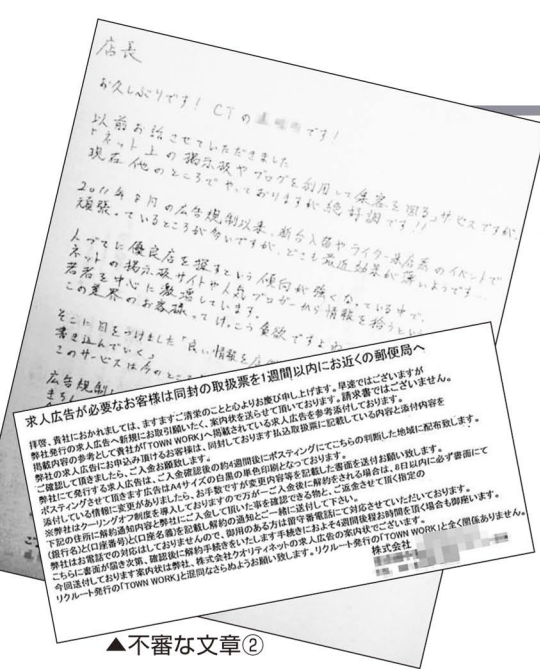 店長
お久しぶりです! CTの です!
以前お話させていただきました
「ネット上の掲示板やブログを利用して集客を図る」サービスですが、
現在他のところでやっておりますが絶好調です!!
2011年8月の広告規制以来、新台入替やライター来店系のイベントで
頑張っているところが多いですが、どこも最近効果が薄いようです…
人づてに優良店を探すという傾向が強くなっている中で、
ネットの掲示板サイトや人気ブロガーから情報を拾うと
若者を中心に激増しています。
この業界のお客様ってけっこう貪欲ですよね
そこに目をつけました「良い情報を
書き込んでいく」
このサービスは今のところ
広告規制
求人広告が必要なお客様は同封の取扱票を1週間以内にお近くの郵便局へ
拝啓、貴社におかれましては、ますますご清栄のことと心よりお慶び申し上げます。早速ではございますが
弊社発行の求人広告へ新規にお取引願いたく、案内状を送らせて頂いております。請求書ではございません。
掲載内容の参考として貴社が「TOWN WORK」へ掲載されている求人広告を参考添付しております。
弊社の求人広告にお申込み頂けるお客様は、同封しております払込取扱票に記載している内容と添付内容を
ご確認して頂きましたら、ご入金お願致します。
弊社にて発行する求人広告は、ご入金確認後の約4週間後にポスティングにてこちらの判断した地域に配布致します。
ポスティングさせて頂きます広告はA4サイズの白黒の単色印刷となっております。
添付している情報に変更がありましたら、お手数ですが変更内容等を記載した書面を送付お願い致します。
※弊社はクーリングオフ制度を導入しておりますので万が一ご入金後に解約をされる場合は、8日以内に必ず書面にて
下記の住所に解約通知内容と弊社にご入金して頂いた事を確認できる物と、ご返金させて頂く指定の
(銀行名)と(口座番号)と(口座名義)を記載し解約の通知とご一緒に送付して下さい。
弊社はお電話での対応はしておりませんので、御用のある方は留守番電話にて対応させていただいております。
こちらに書面が届き次第、確認後に解約手続きをいたします手続きにおよそ4週間後程お時間を頂く場合も御座います。
今回送付しております案内状は弊社、株式会社クオリティネットの求人広告の案内状でございます。
リクルート発行の「TOWN WORK」と混同なさらぬようお願い致します。リクルート発行の「TOWN WORK」と全く関係ありません。
株式会社
▲不審な文章②